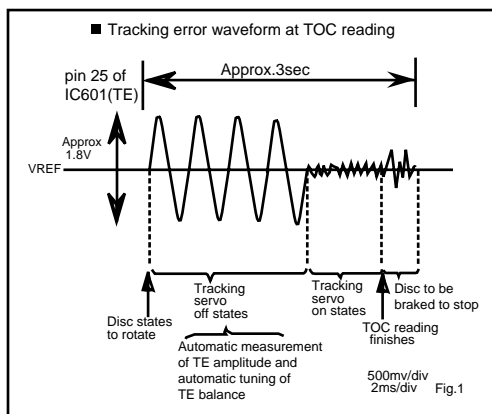 ■ Tracking error waveform at TOC reading
pin 25 of
IC601(TE)
Approx.3sec
Approx
1.8V
VREF
Disc states
to rotate
Tracking
servo
off states
Tracking
servo
on states
Disc to be
braked to stop
TOC reading
finishes
Automatic measurement
of TE amplitude and
automatic tuning of
TE balance
500mv/div
2ms/div Fig.1